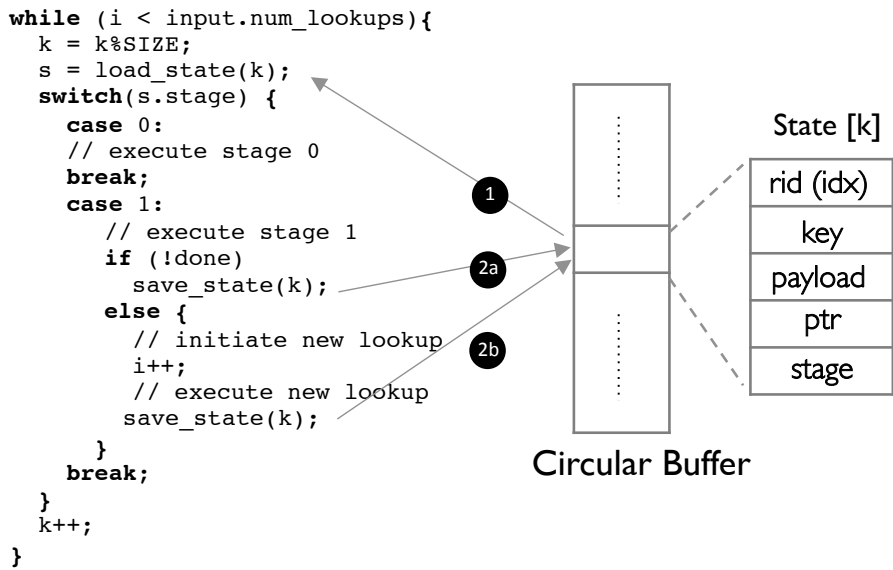 while (i < input.num_lookups){
k = k%SIZE;
s = load_state(k);
switch(s.stage) {
case 0:
// execute stage 0
break;
case 1:
// execute stage 1
if (!done)
save_state(k);
else {
// initiate new lookup
i++;
// execute new lookup
save_state(k);
}
break;
}
k++;
}
1
2a
2b
Circular Buffer
State [k]
rid (idx)
key
payload
ptr
stage